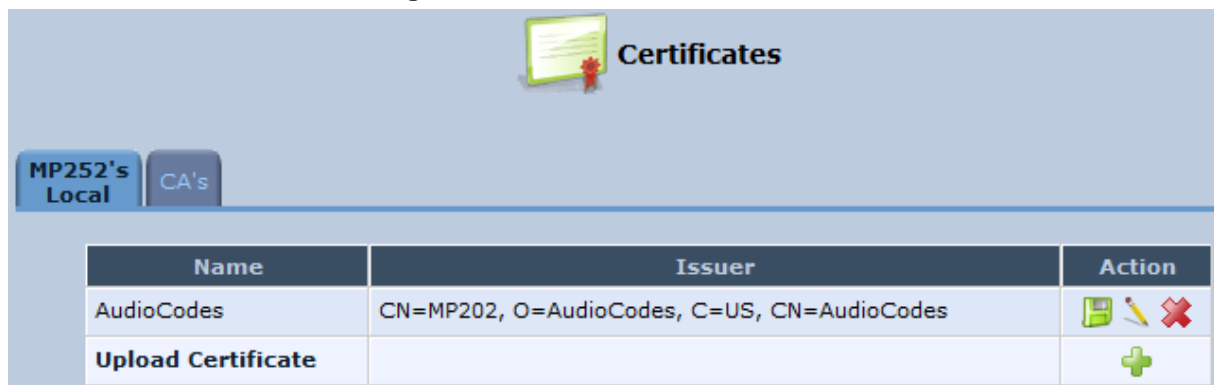 Certificates
MP252's
Local
CA's
Name Issuer Action
AudioCodes CN=MP202, O=AudioCodes, C=US, CN=AudioCodes
Upload Certificate